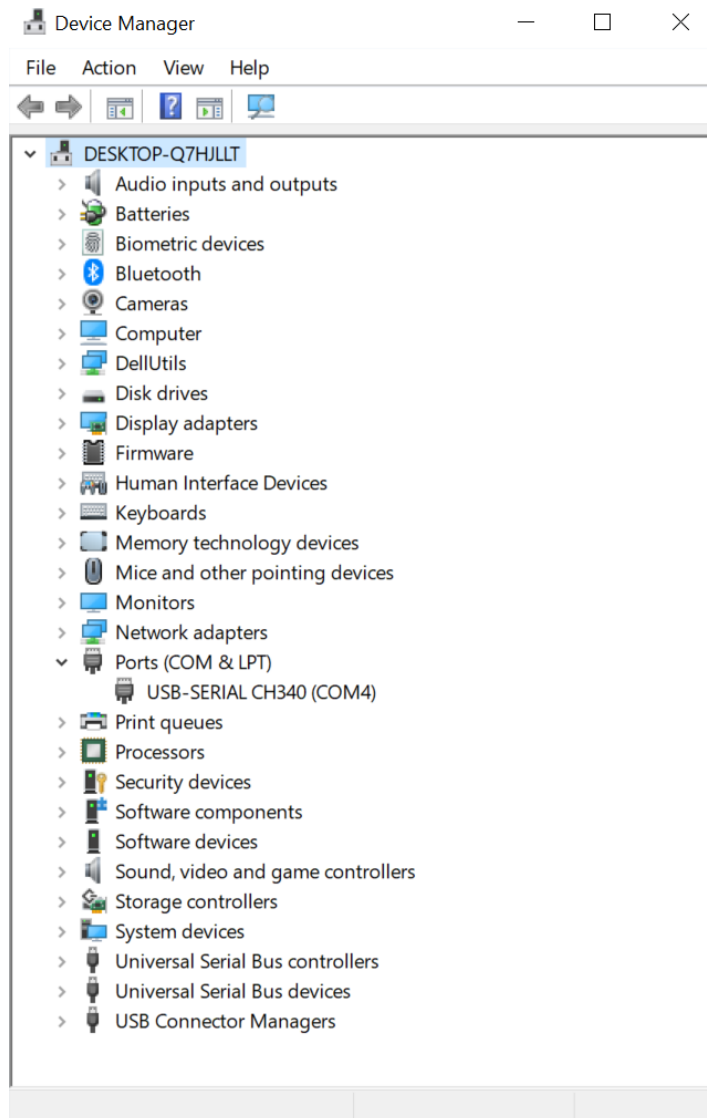 Device Manager
File Action View Help
DESKTOP-Q7HJLLT
Audio inputs and outputs
Batteries
Biometric devices
Bluetooth
Cameras
Computer
DellUtils
Disk drives
Display adapters
Firmware
Human Interface Devices
Keyboards
Memory technology devices
Mice and other pointing devices
Monitors
Network adapters
Ports (COM & LPT)
USB-SERIAL CH340 (COM4)
Print queues
Processors
Security devices
Software components
Software devices
Sound, video and game controllers
Storage controllers
System devices
Universal Serial Bus controllers
Universal Serial Bus devices
USB Connector Managers